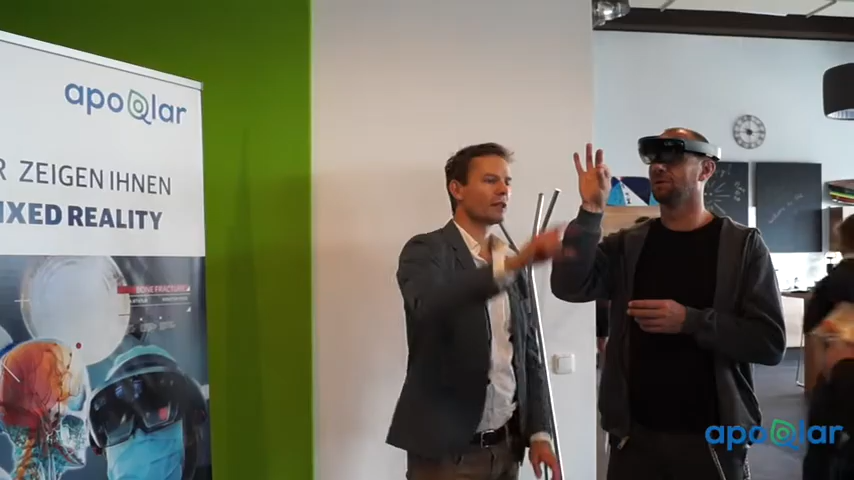 apoQlar
R ZEIGEN IHNEN
IXED REALITY
BONE FRACTURE
apoQlar